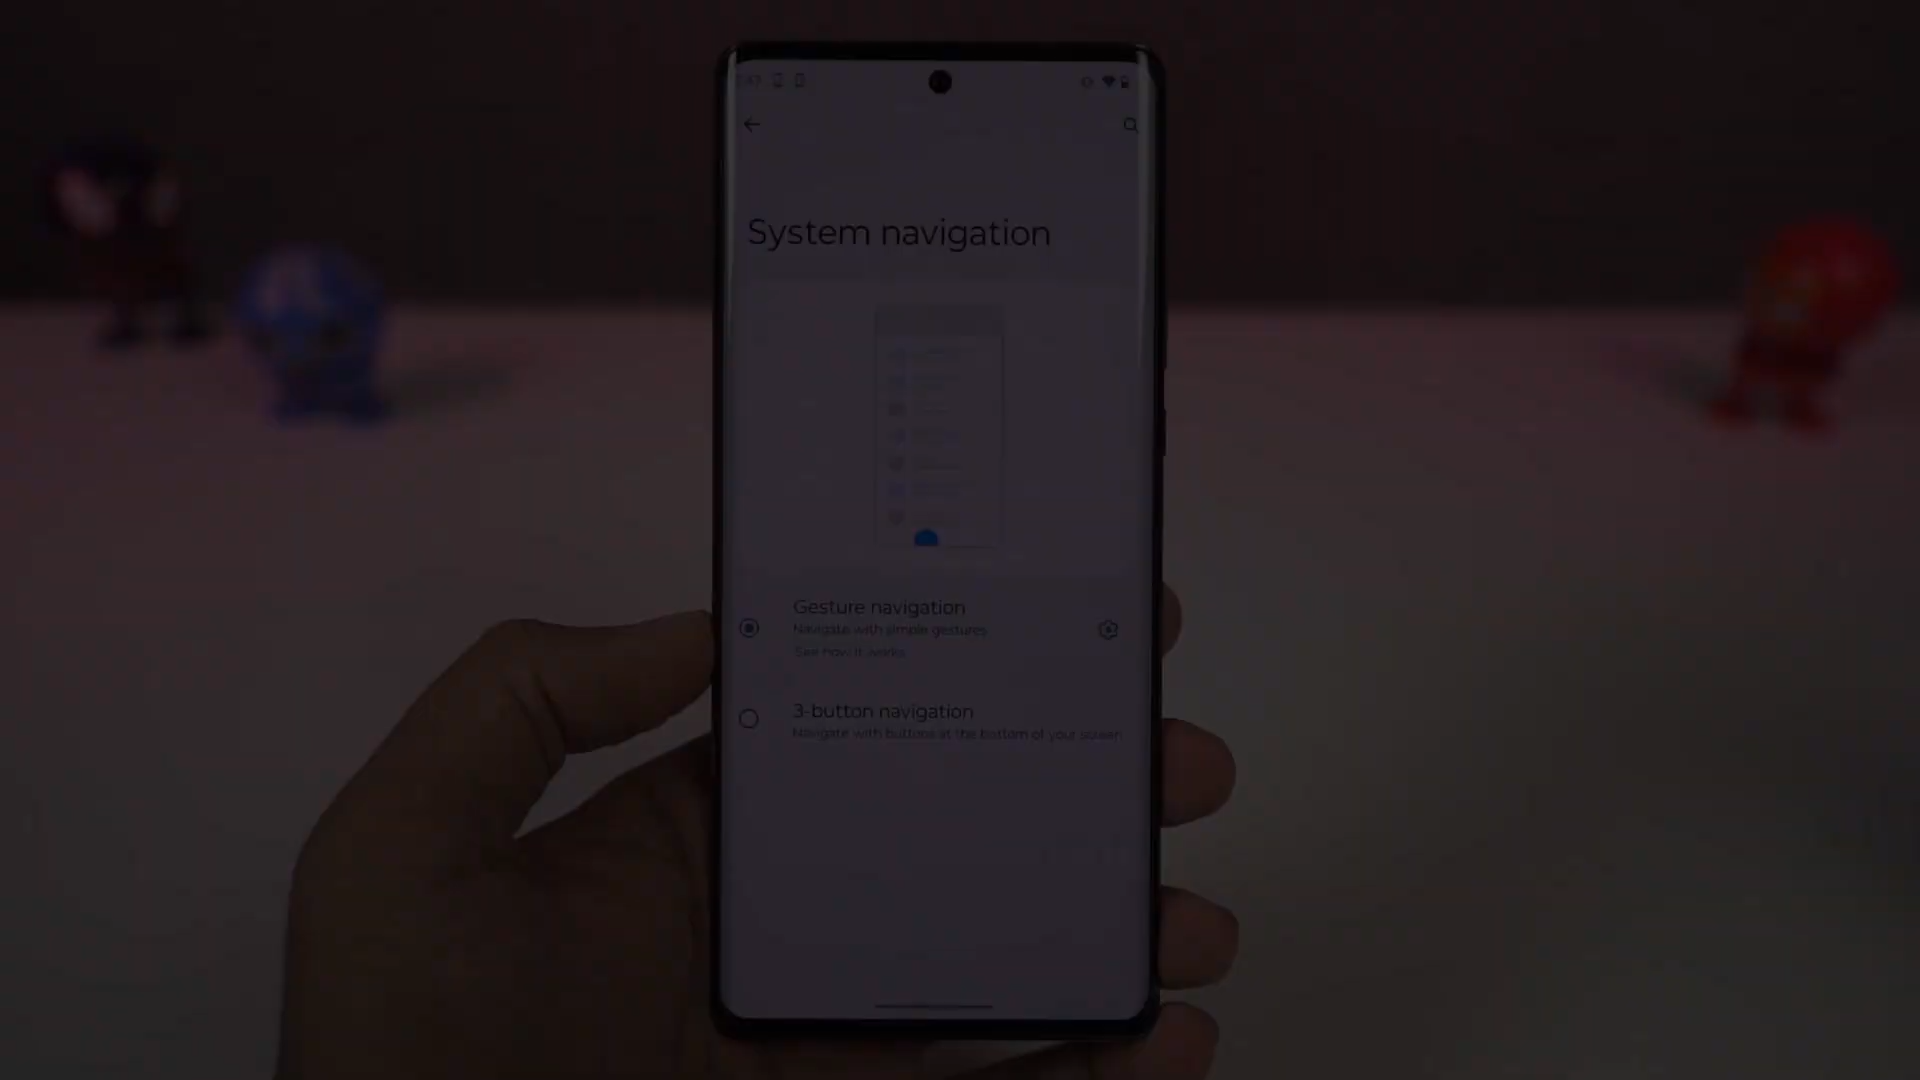 System navigation
Gesture navigation
Navigate with simple gestures
See how it works
3-button navigation
Navigate with buttons at the bottom of your screen